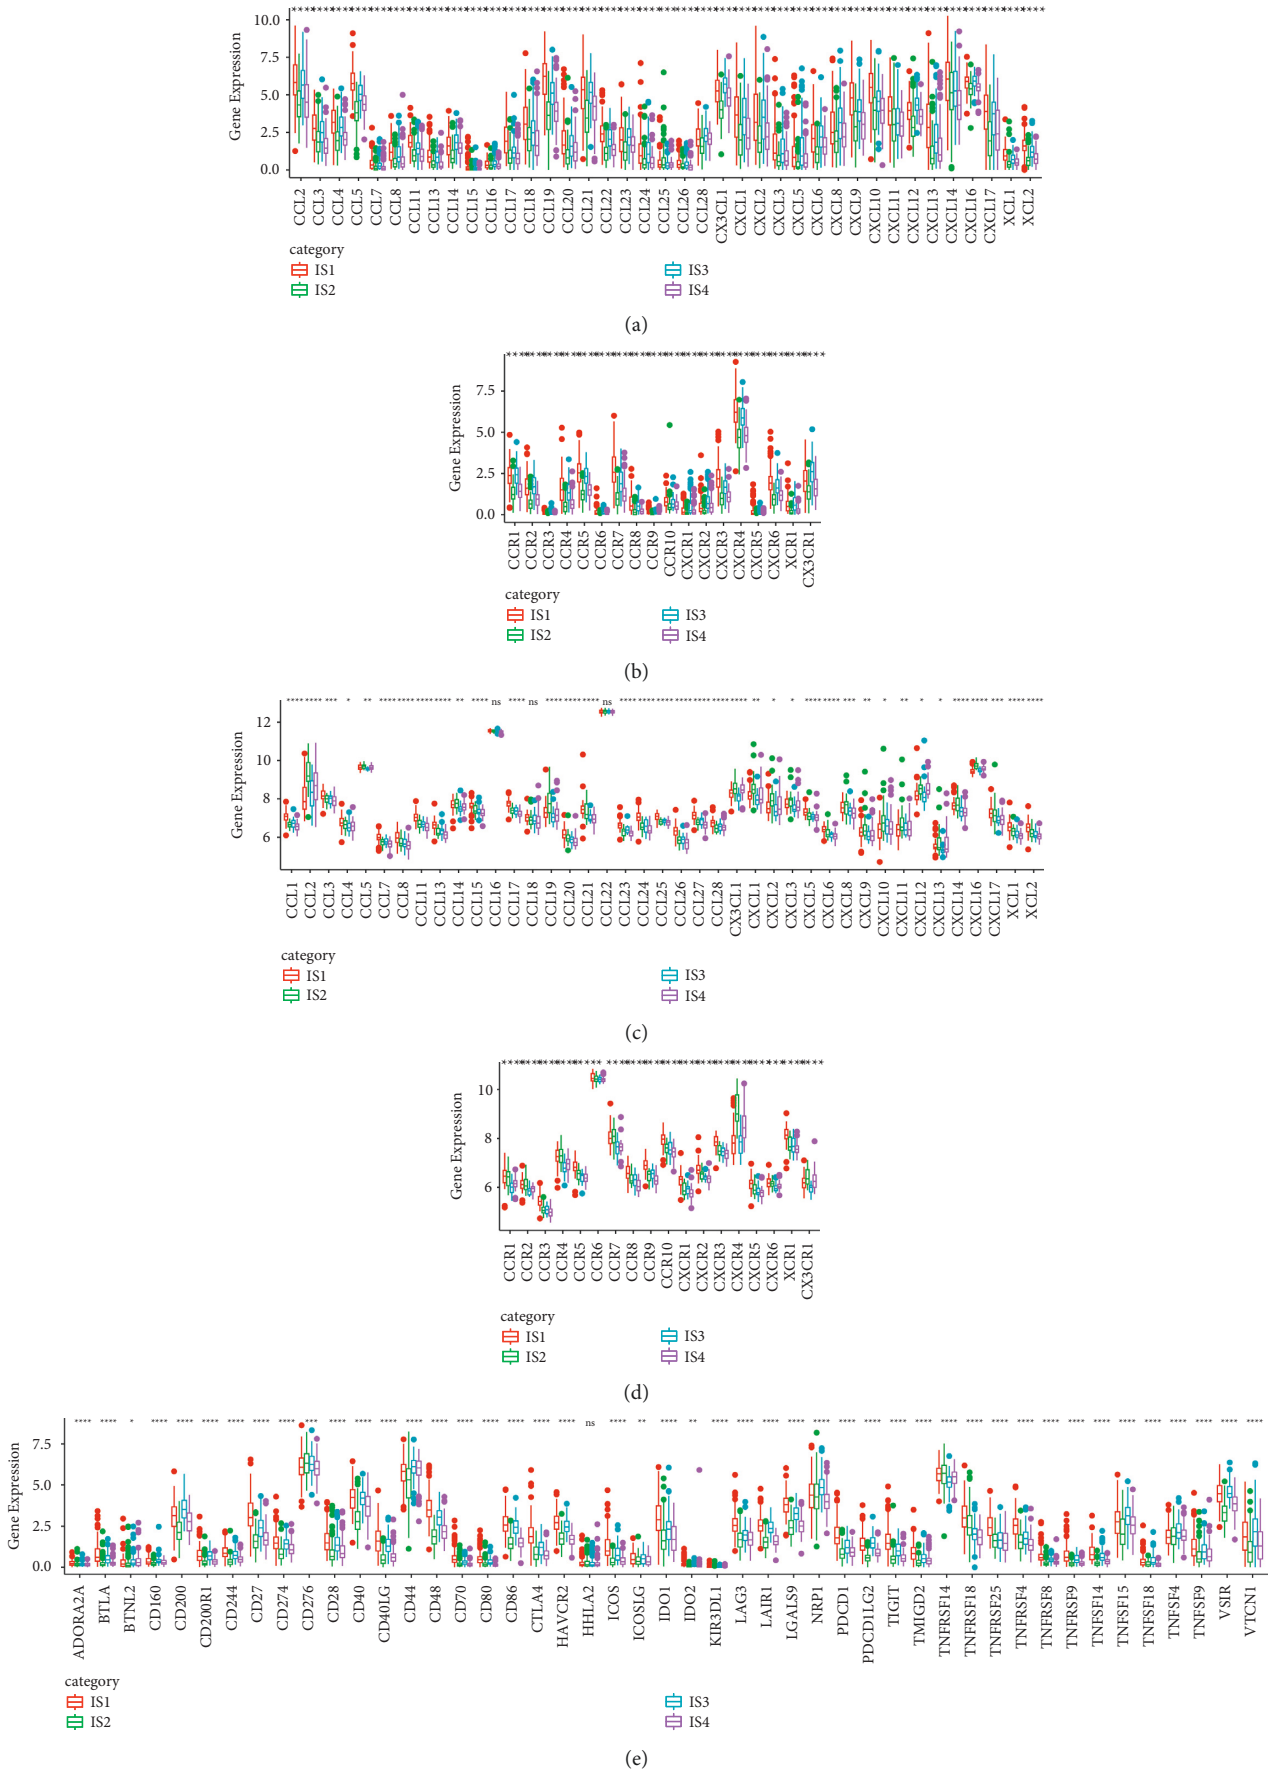 10.0
7.5
5.0
2.5
0.0
Gene Expression
CCL2 CCL3 CCL4 CCL5 CCL7 CCL8 CCL11 CCL13 CCL14 CCL15 CCL16 CCL17 CCL18 CCL19 CCL20 CCL21 CCL22 CCL23 CCL24 CCL25 CCL26 CCL28 CX3CL1 CXCL1 CXCL2 CXCL3 CXCL5 CXCL6 CXCL8 CXCL9 CXCL10 CXCL11 CXCL12 CXCL13 CXCL14 CXCL16 CXCL17 XCL1 XCL2
category
IS1 IS3
IS2 IS4
(a)
7.5
5.0
2.5
0.0
Gene Expression
CCR1 CCR2 CCR3 CCR4 CCR5 CCR6 CCR7 CCR8 CCR9 CCR10 CXCR1 CXCR2 CXCR3 CXCR4 CXCR5 CXCR6 XCR1 CX3CR1
category
IS1 IS3
IS2 IS4
(b)
**** **** *** * ** **** **** **** **** ** **** ns **** ns **** **** **** ns **** **** **** **** **** **** **** ** * * **** **** *** ** * ** * * **** **** **** **** ****
12
10
8
6
Gene Expression
CCL1 CCL2 CCL3 CCL4 CCL5 CCL7 CCL8 CCL11 CCL13 CCL14 CCL15 CCL16 CCL17 CCL18 CCL19 CCL20 CCL21 CCL22 CCL23 CCL24 CCL25 CCL26 CCL27 CCL28 CX3CL1 CXCL1 CXCL2 CXCL3 CXCL5 CXCL6 CXCL8 CXCL9 CXCL10 CXCL11 CXCL12 CXCL13 CXCL14 CXCL16 CXCL17 XCL1 XCL2
category
IS1 IS3
IS2 IS4
(c)
10
8
6
Gene Expression
CCR1 CCR2 CCR3 CCR4 CCR5 CCR6 CCR7 CCR8 CCR9 CCR10 CXCR1 CXCR2 CXCR3 CXCR4 CXCR5 CXCR6 XCR1 CX3CR1
category
IS1 IS3
IS2 IS4
(d)
**** **** * **** **** **** **** **** **** *** **** **** **** **** **** **** **** **** **** **** ns **** ** **** ** **** **** **** **** **** **** **** **** **** **** **** **** **** **** **** **** **** **** **** **** **** ****
7.5
5.0
2.5
0.0
Gene Expression
ADORA2A BTLA BTNL2 CD160 CD200 CD200R1 CD244 CD27 CD274 CD276 CD28 CD40 CD40LG CD44 CD48 CD70 CD80 CD86 CTLA4 HAVCR2 HHLA2 ICOS ICOSLG IDO1 IDO2 KIR3DL1 LAG3 LAIR1 LGALS9 NRP1 PDCD1 PDCD1LG2 TIGIT TMIGD2 TNFRSF14 TNFRSF18 TNFRSF25 TNFRSF4 TNFRSF8 TNFRSF9 TNFSF14 TNFSF15 TNFSF18 TNFSF4 TNFSF9 VSIR VTCN1
category
IS1 IS3
IS2 IS4
(e)